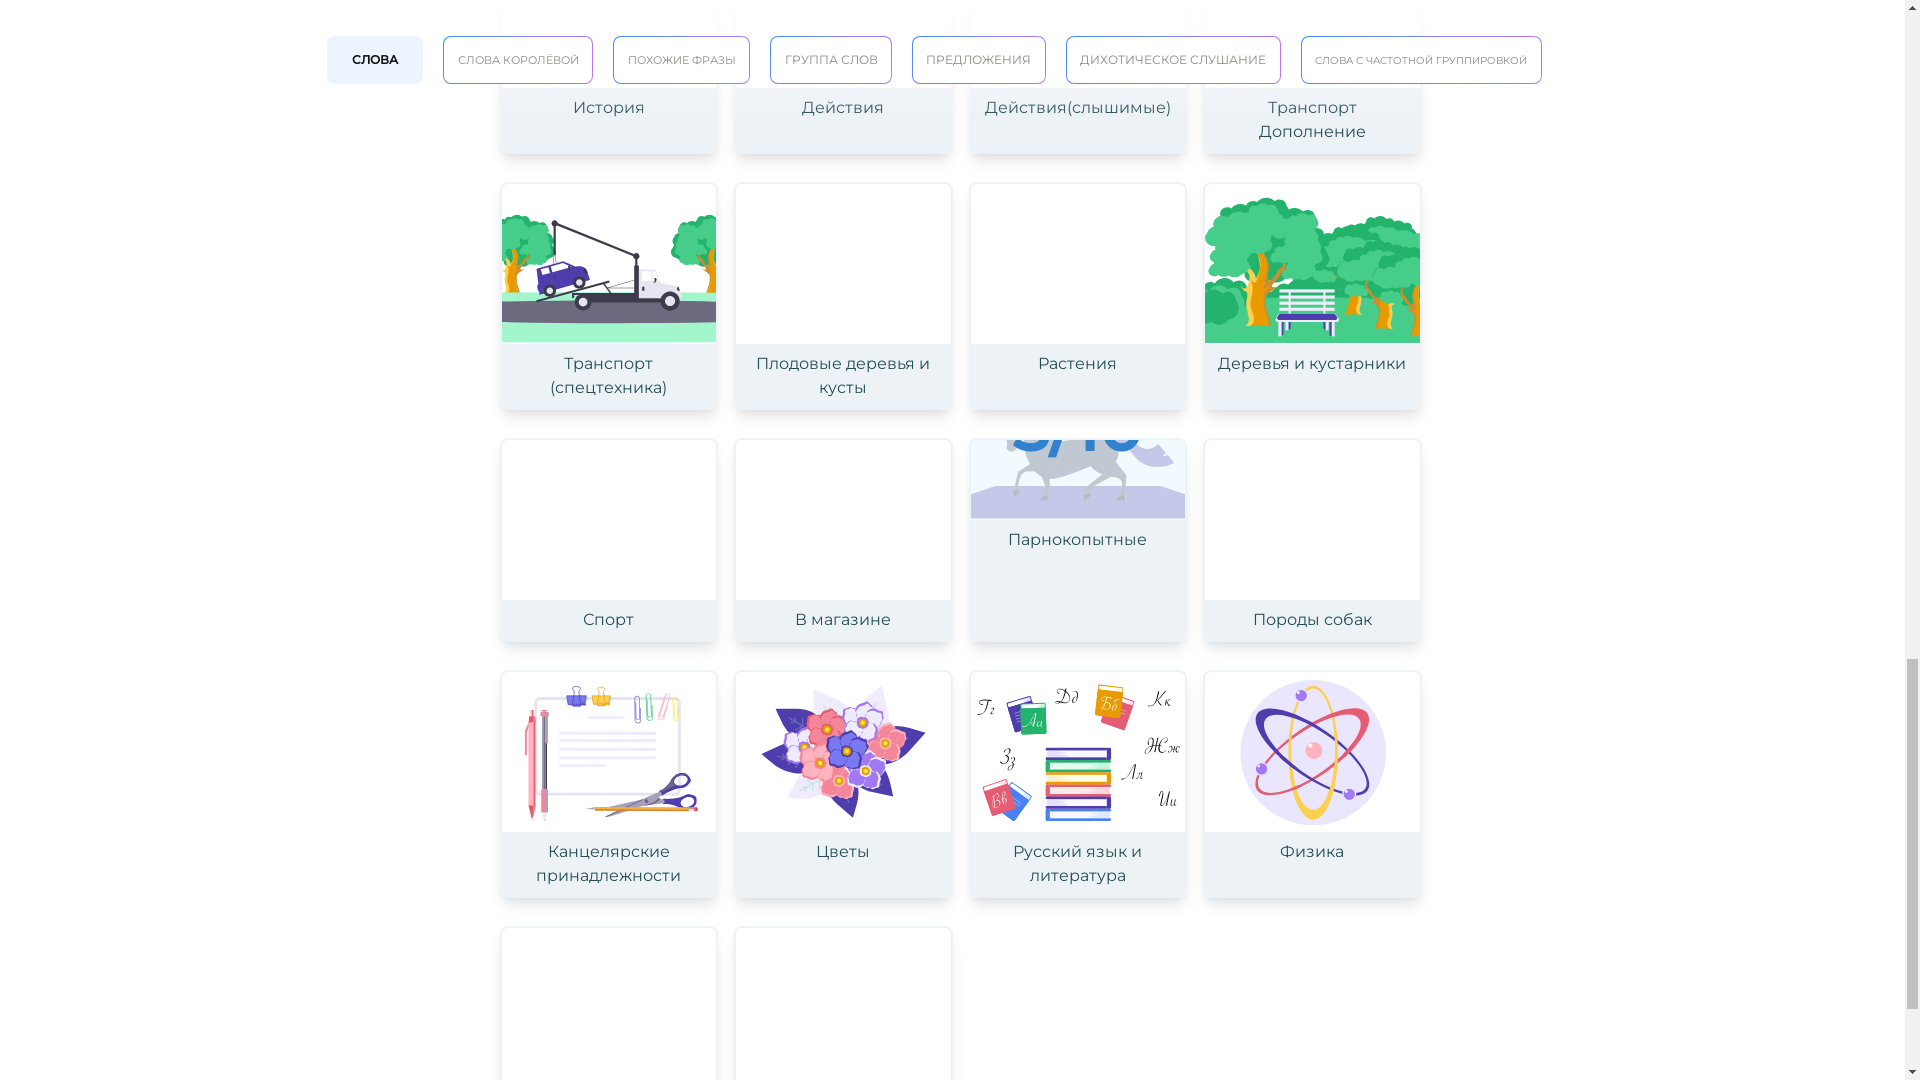 СЛОВА
СЛОВА КОРОЛЁВОЙ
ПОХОЖИЕ ФРАЗЫ
ГРУППА СЛОВ
ПРЕДЛОЖЕНИЯ
ДИХОТИЧЕСКОЕ СЛУШАНИЕ
СЛОВА С ЧАСТОТНОЙ ГРУППИРОВКОЙ
История
Действия
Действия(слышимые)
Транспорт
Дополнение
Транспорт
(спецтехника)
Плодовые деревья и
кусты
Растения
Деревья и кустарники
Спорт
В магазине
Парнокопытные
Породы собак
Гг
Аа
Дд
Бб
Кк
Зз
Жж
Лл
Вв
Ии
Канцелярские
принадлежности
Цветы
Русский язык и
литература
Физика